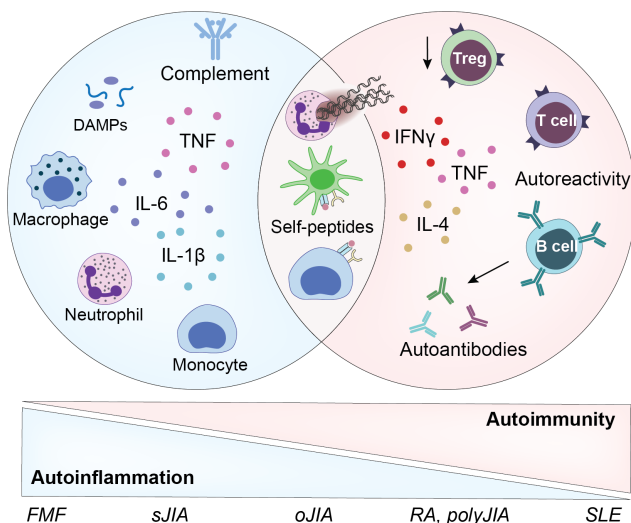 Complement
DAMPs
TNF
Macrophage
IL-6
IL-1β
Neutrophil
Monocyte
Self-peptides
Treg
IFNγ
T cell
TNF
Autoreactivity
IL-4
B cell
Autoantibodies
Autoimmunity
Autoinflammation
FMF sJIA oJIA RA, polyJIA SLE